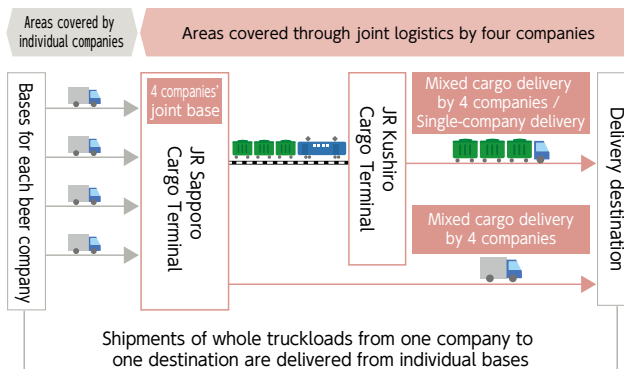 Areas covered by
individual companies
Areas covered through joint logistics by four companies
Bases for each beer company
4 companies'
joint base
JR Sapporo
Cargo Terminal
JR Kushiro
Cargo Terminal
Mixed cargo delivery
by 4 companies /
Single-company delivery
Mixed cargo delivery
by 4 companies
Delivery destination
Shipments of whole truckloads from one company to
one destination are delivered from individual bases